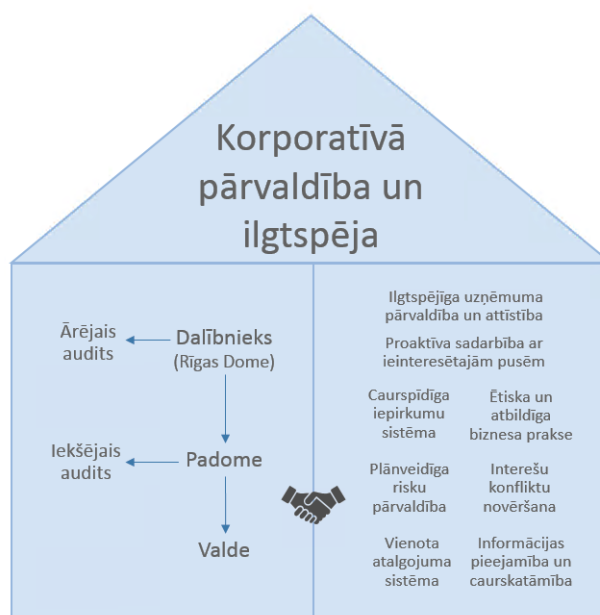 Korporatīvā
pārvaldība un
ilgtspēja
Ārējais
audits
Dalībnieks
(Rīgas Dome)
Iekšējais
audits
Padome
Valde
Ilgtspējīga uzņēmuma
pārvaldība un attīstība
Proaktīva sadarbība ar
ieinteresētajām pusēm
Caurspīdīga
iepirkumu
sistēma
Ētiska un
atbildīga
biznesa prakse
Plānveidīga
risku
pārvaldība
Interešu
konfliktu
novēršana
Vienota
atalgojuma
sistēma
Informācijas
pieejamība un
caurskatāmība